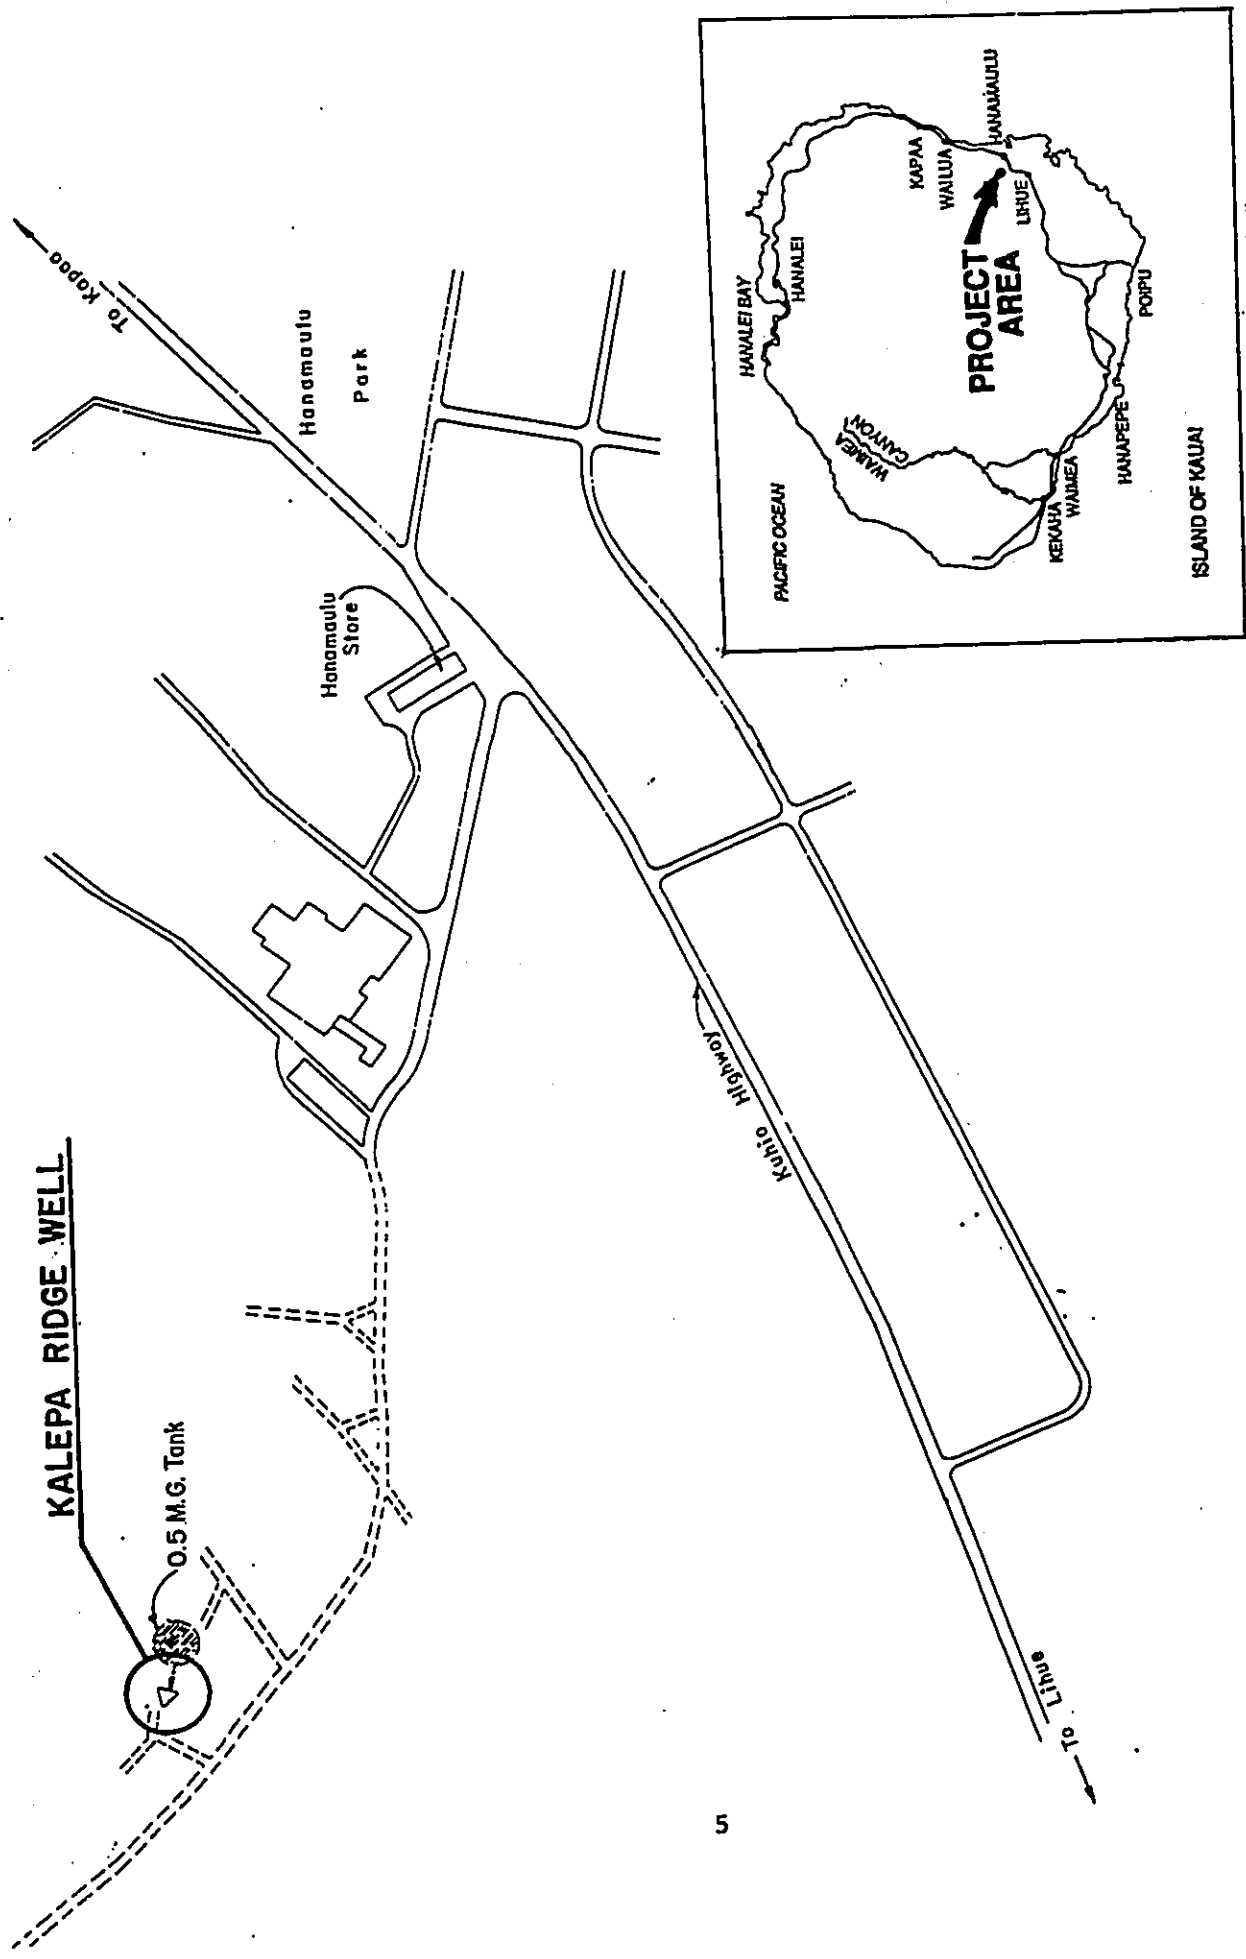 KALEPA RIDGE WELL
0.5 M.G. Tank
To Kapaa
Hanamaulu
Park
Hanamaulu
Store
Kuhio Highway
To Lihue
PACIFIC OCEAN
HANALEI BAY
HANALEI
WAIMEA
CANYON
KAPAA
WAILUA
HANAMAULU
LIHUE
PROJECT
AREA
KEKAHA
WAIMEA
HANAPEPE
POIPU
ISLAND OF KAUAI
5